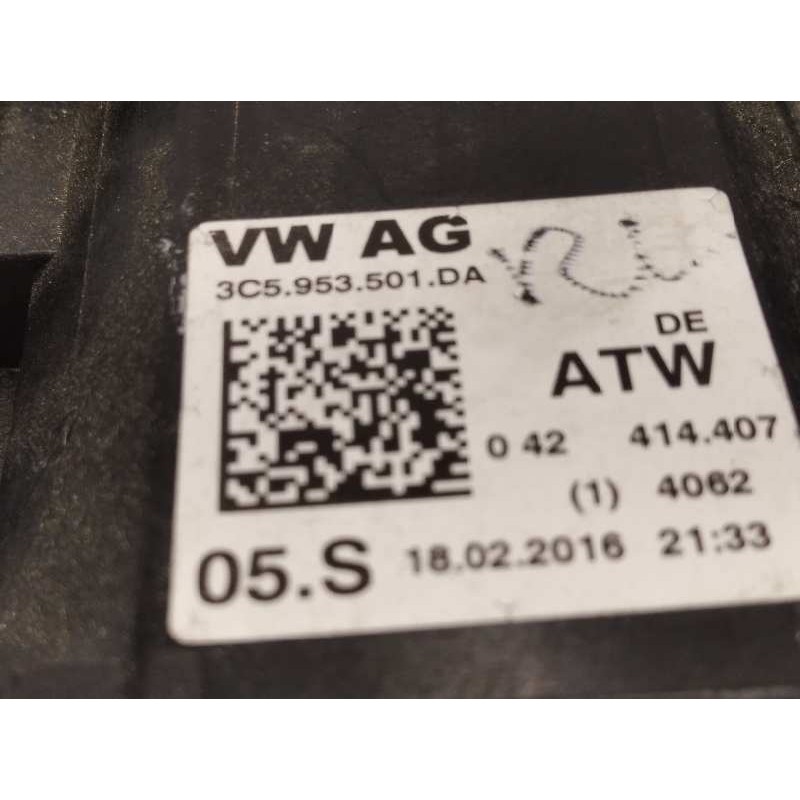 VW AG
3C5.953.501.DA
DE
ATW
0 42 414.407
(1) 4062
05.S 18.02.2016 21:33